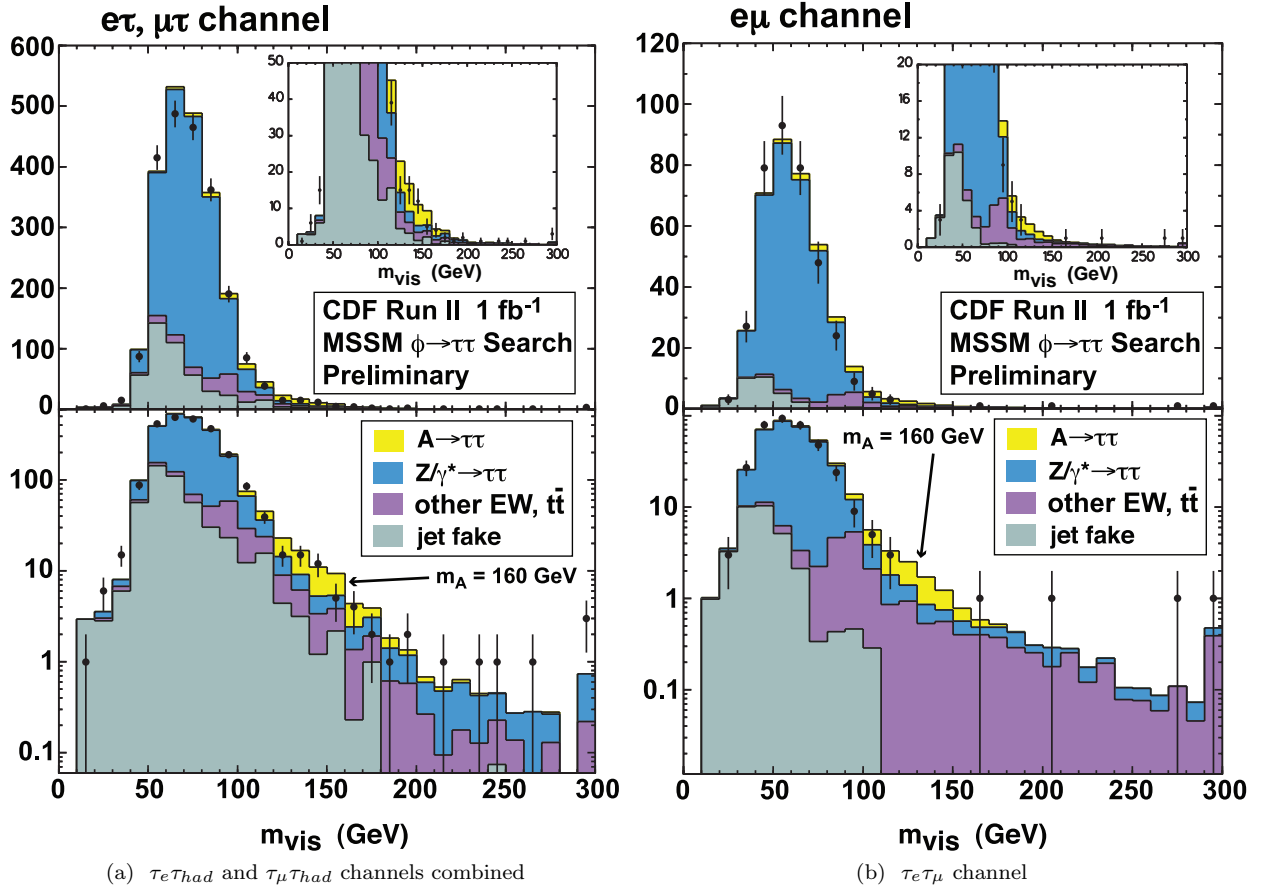 eτ, μτ channel
600
500
400
300
200
100
0
50
40
30
20
10
0
0 50 100 150 200 250 300
m_vis (GeV)
CDF Run II 1 fb⁻¹
MSSM ϕ→ττ Search
Preliminary
100
10
1
0.1
A→ττ
Z/γ*→ττ
other EW, tt̄
jet fake
m_A = 160 GeV
0 50 100 150 200 250 300
m_vis (GeV)
(a) τ_eτ_had and τ_μτ_had channels combined
eμ channel
120
100
80
60
40
20
0
20
16
12
8
4
0
0 50 100 150 200 250 300
m_vis (GeV)
CDF Run II 1 fb⁻¹
MSSM ϕ→ττ Search
Preliminary
10
1
0.1
m_A = 160 GeV
A→ττ
Z/γ*→ττ
other EW, tt̄
jet fake
0 50 100 150 200 250 300
m_vis (GeV)
(b) τ_eτ_μ channel